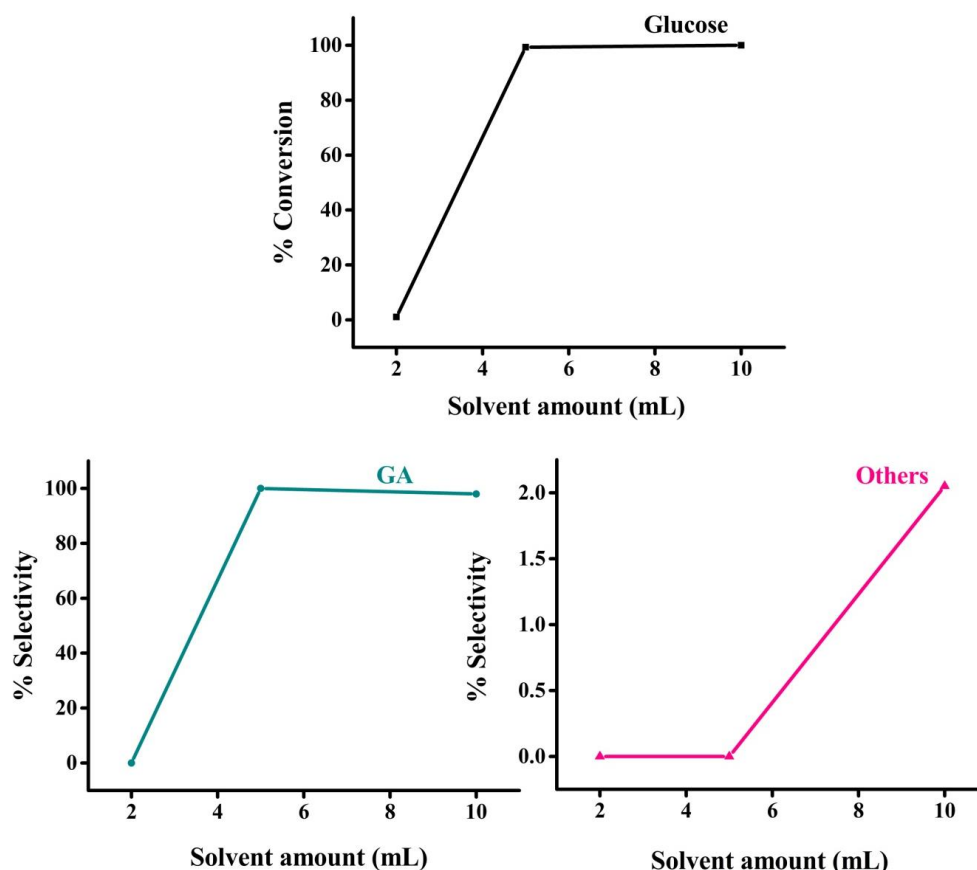 Glucose
100
80
60
40
20
0
% Conversion
2 4 6 8 10
Solvent amount (mL)
GA
100
80
60
40
20
0
% Selectivity
2 4 6 8 10
Solvent amount (mL)
Others
2.0
1.5
1.0
0.5
0.0
% Selectivity
2 4 6 8 10
Solvent amount (mL)